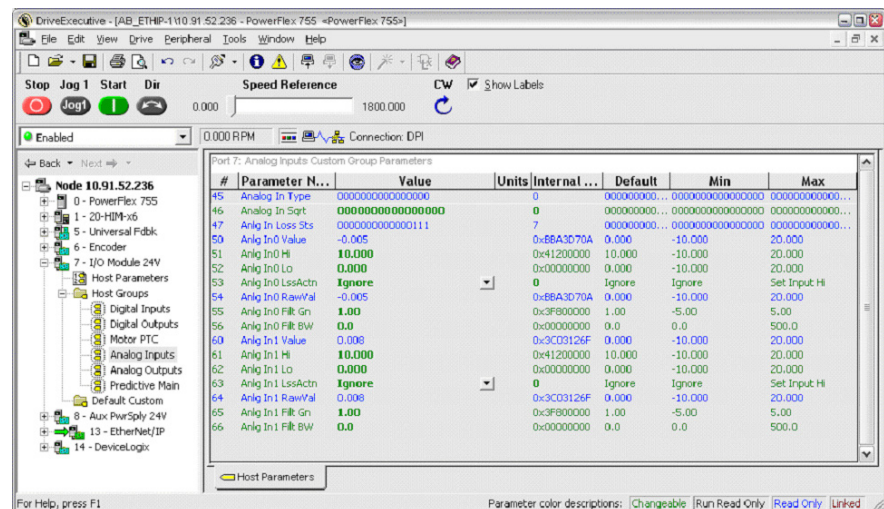 DriveExecutive - [AB_ETHIP-1\10.91.52.236 - PowerFlex 755 <PowerFlex 755>]
File Edit View Drive Peripheral Tools Window Help
Stop Jog 1 Start Dir Speed Reference CW Show Labels
Jog1 0.000 1800.000
Enabled 0.000 RPM Connection: DPI
Back Next
Node 10.91.52.236
0 - PowerFlex 755
1 - 20-HIM-x6
5 - Universal Fdbk
6 - Encoder
7 - I/O Module 24V
Host Parameters
Host Groups
Digital Inputs
Digital Outputs
Motor PTC
Analog Inputs
Analog Outputs
Predictive Main
Default Custom
8 - Aux PwrSply 24V
13 - EtherNet/IP
14 - DeviceLogix
Port 7: Analog Inputs Custom Group Parameters
# Parameter N... Value Units Internal ... Default Min Max
45 Analog In Type 0000000000000000 0 000000000... 0000000000000000 000000000000...
46 Analog In Sqrt 0000000000000000 0 000000000... 0000000000000000 000000000000...
47 Anlg In Loss Sts 0000000000000111 7 000000000... 0000000000000000 000000000000...
50 Anlg In0 Value -0.005 0xBBA3D70A 0.000 -10.000 20.000
51 Anlg In0 Hi 10.000 0x41200000 10.000 -10.000 20.000
52 Anlg In0 Lo 0.000 0x00000000 0.000 -10.000 20.000
53 Anlg In0 LssActn Ignore 0 Ignore Ignore Set Input Hi
54 Anlg In0 RawVal -0.005 0xBBA3D70A 0.000 -10.000 20.000
55 Anlg In0 Filt Gn 1.00 0x3F800000 1.00 -5.00 5.00
56 Anlg In0 Filt BW 0.0 0x00000000 0.0 0.0 500.0
60 Anlg In1 Value 0.008 0x3C03126F 0.000 -10.000 20.000
61 Anlg In1 Hi 10.000 0x41200000 10.000 -10.000 20.000
62 Anlg In1 Lo 0.000 0x00000000 0.000 -10.000 20.000
63 Anlg In1 LssActn Ignore 0 Ignore Ignore Set Input Hi
64 Anlg In1 RawVal 0.008 0x3C03126F 0.000 -10.000 20.000
65 Anlg In1 Filt Gn 1.00 0x3F800000 1.00 -5.00 5.00
66 Anlg In1 Filt BW 0.0 0x00000000 0.0 0.0 500.0
Host Parameters
For Help, press F1 Parameter color descriptions: Changeable Run Read Only Read Only Linked